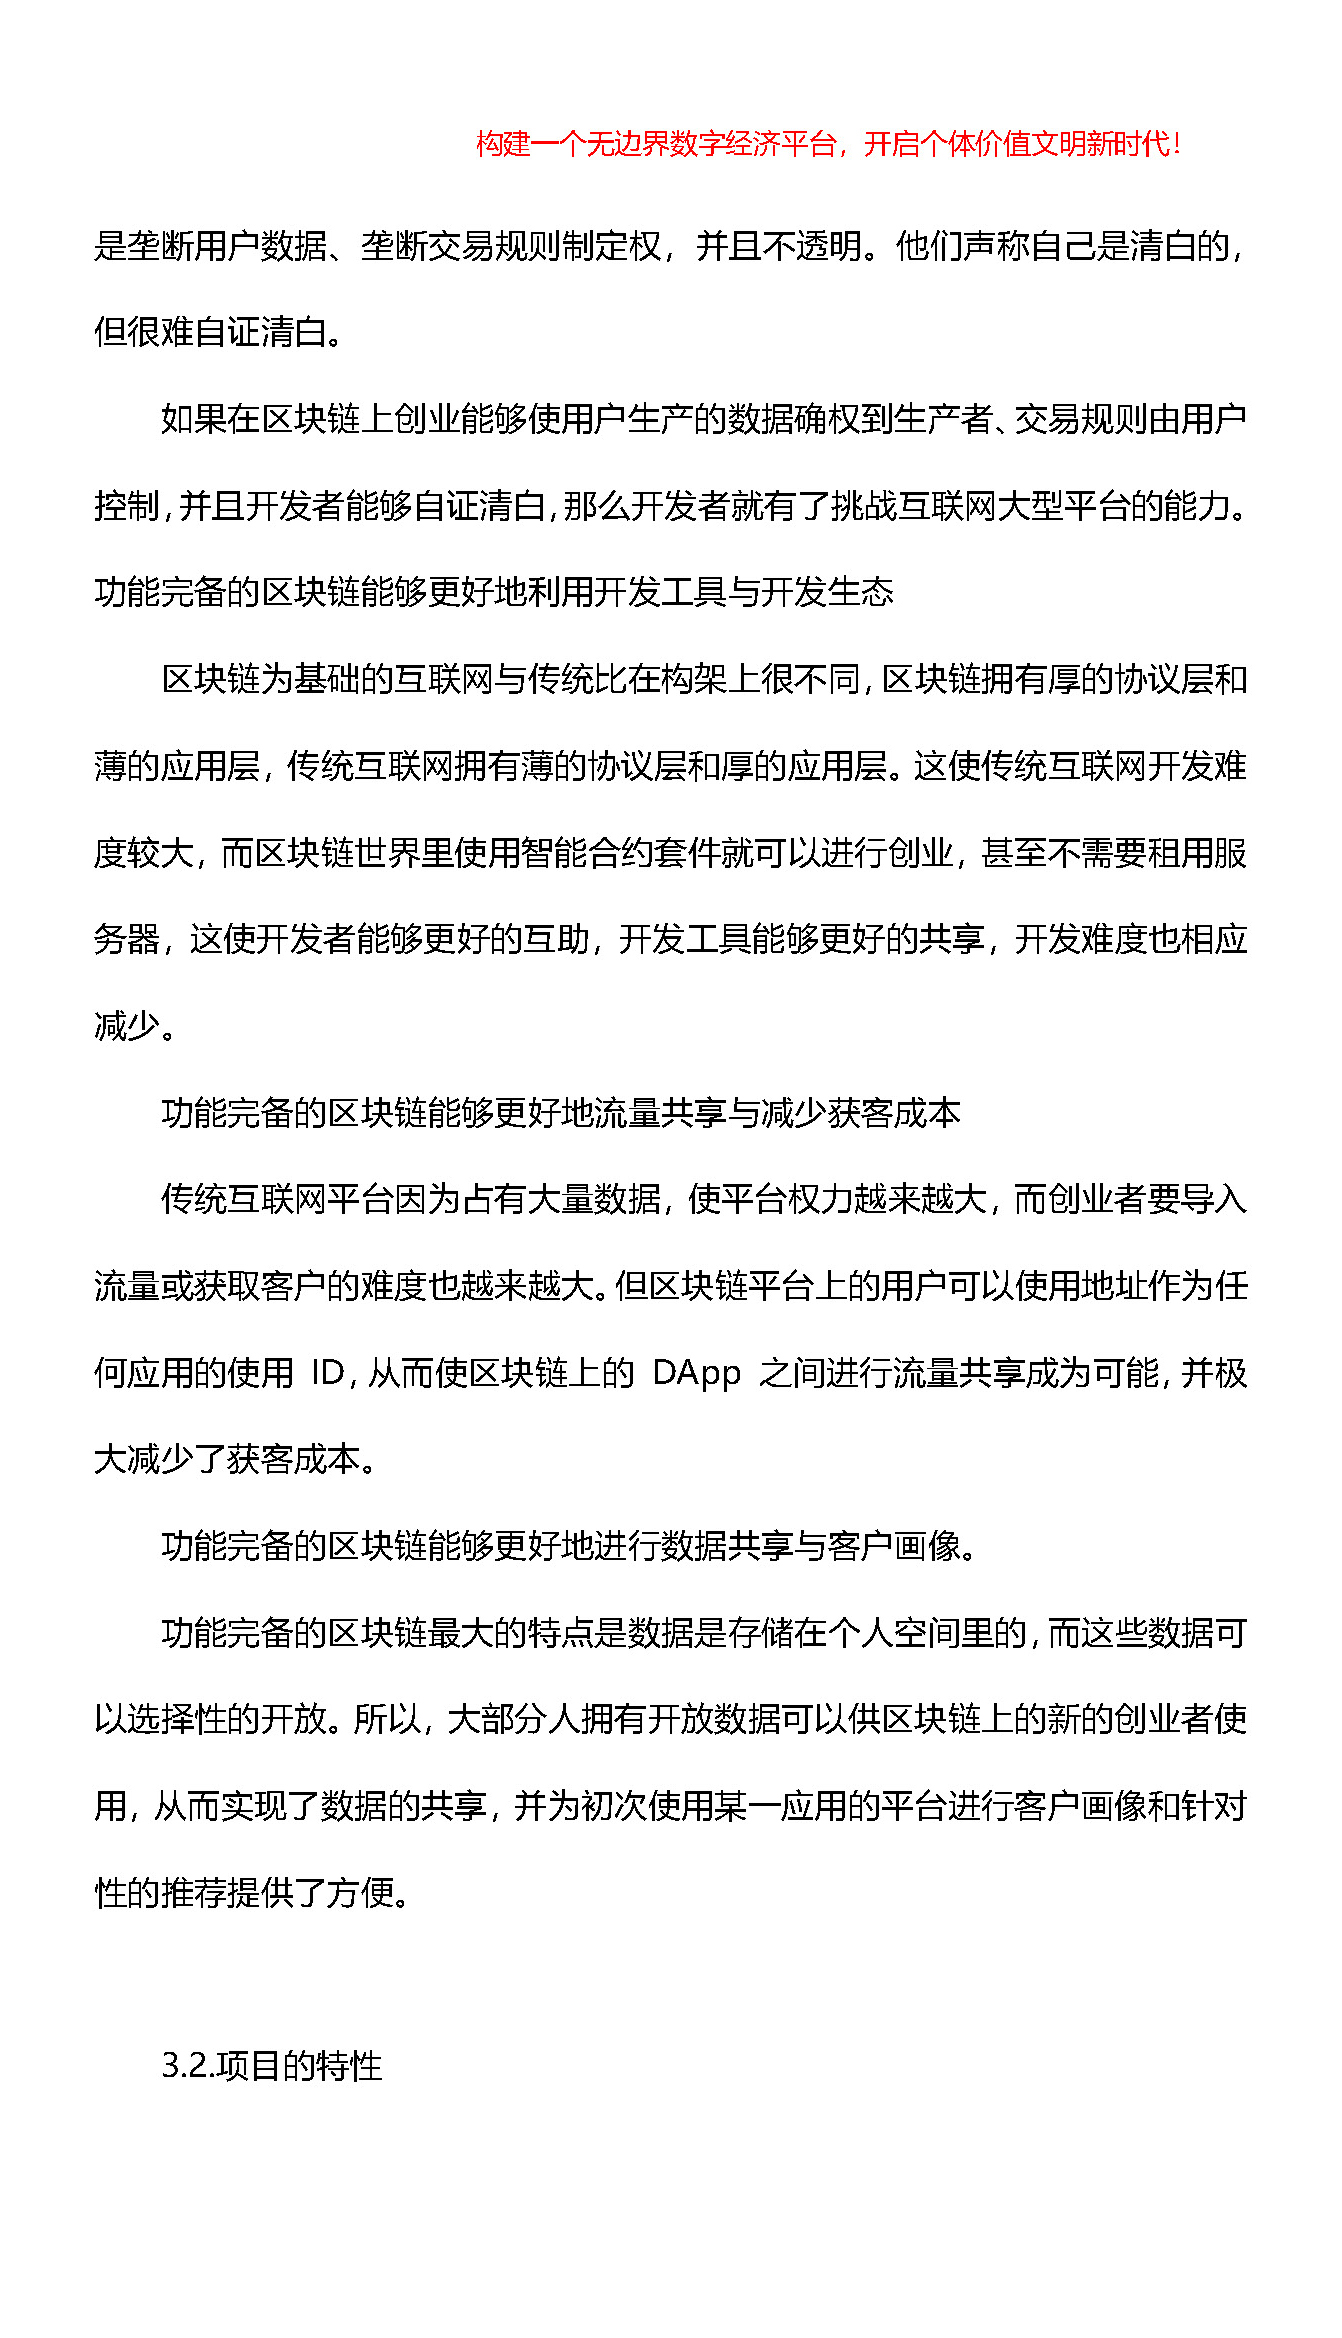 构建一个无边界数字经济平台，开启个体价值文明新时代！
是垄断用户数据、垄断交易规则制定权，并且不透明。他们声称自己是清白的，
但很难自证清白。
如果在区块链上创业能够使用户生产的数据确权到生产者、交易规则由用户
控制，并且开发者能够自证清白，那么开发者就有了挑战互联网大型平台的能力。
功能完备的区块链能够更好地利用开发工具与开发生态
区块链为基础的互联网与传统比在构架上很不同，区块链拥有厚的协议层和
薄的应用层，传统互联网拥有薄的协议层和厚的应用层。这使传统互联网开发难
度较大，而区块链世界里使用智能合约套件就可以进行创业，甚至不需要租用服
务器，这使开发者能够更好的互助，开发工具能够更好的共享，开发难度也相应
减少。
功能完备的区块链能够更好地流量共享与减少获客成本
传统互联网平台因为占有大量数据，使平台权力越来越大，而创业者要导入
流量或获取客户的难度也越来越大。但区块链平台上的用户可以使用地址作为任
何应用的使用 ID，从而使区块链上的 DApp 之间进行流量共享成为可能，并极
大减少了获客成本。
功能完备的区块链能够更好地进行数据共享与客户画像。
功能完备的区块链最大的特点是数据是存储在个人空间里的，而这些数据可
以选择性的开放。所以，大部分人拥有开放数据可以供区块链上的新的创业者使
用，从而实现了数据的共享，并为初次使用某一应用的平台进行客户画像和针对
性的推荐提供了方便。
3.2.项目的特性